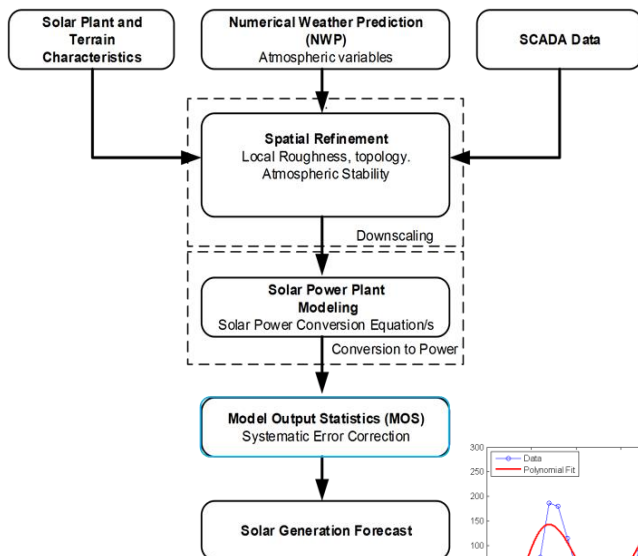 Solar Plant and
Terrain
Characteristics
Numerical Weather Prediction
(NWP)
Atmospheric variables
SCADA Data
Spatial Refinement
Local Roughness, topology.
Atmospheric Stability
Downscaling
Solar Power Plant
Modeling
Solar Power Conversion Equation/s
Conversion to Power
Model Output Statistics (MOS)
Systematic Error Correction
Solar Generation Forecast
300
250
200
150
100
Data
Polynomial Fit